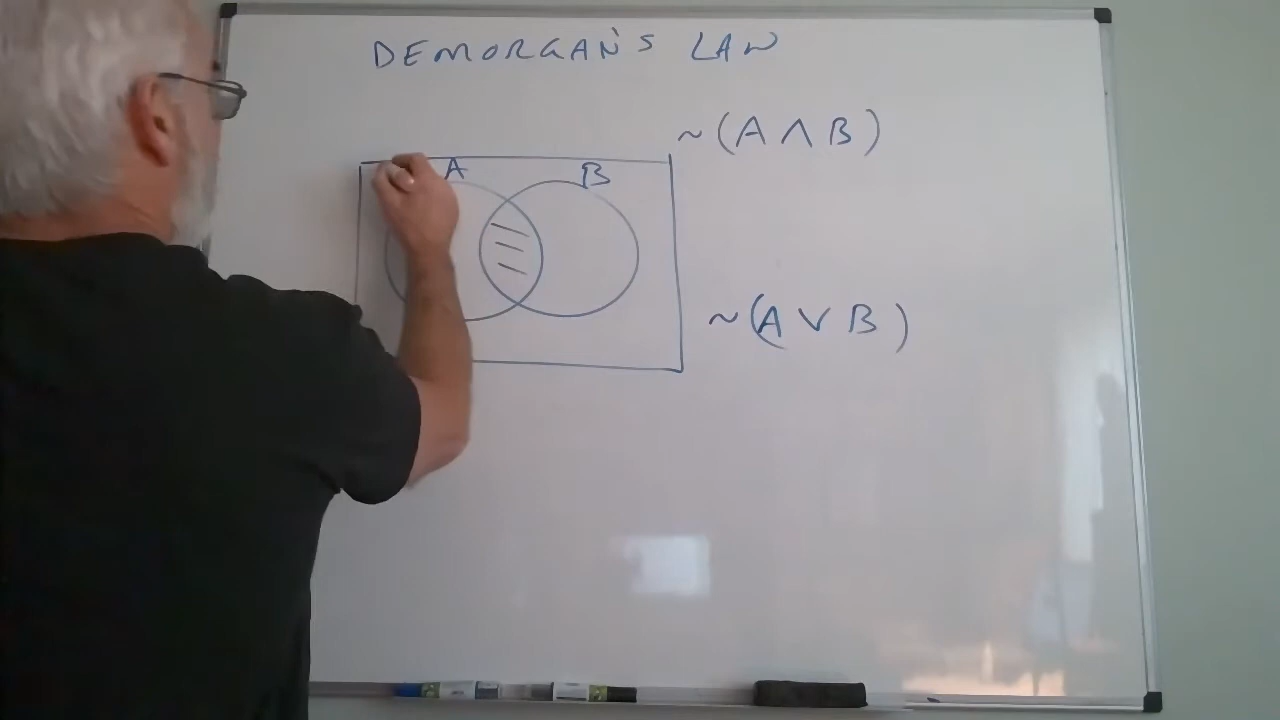 DEMORGAN'S LAW
~(A ∧ B)
A B
~(A ∨ B)